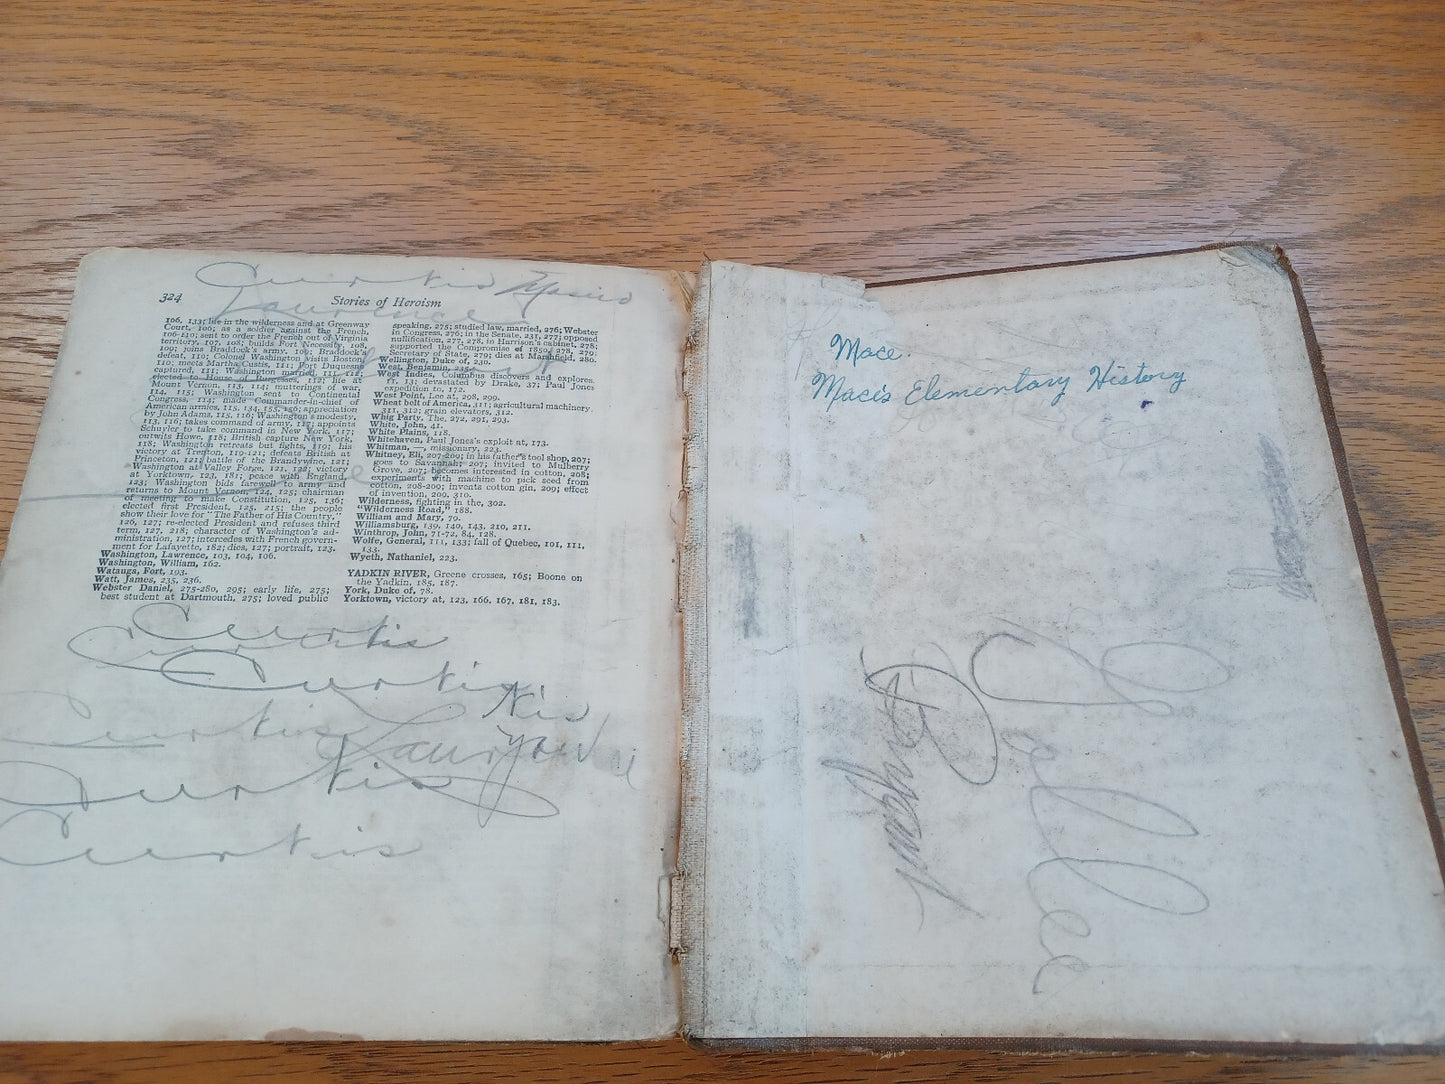 Curtis
324
Stories of Heroism
Lawrence
106, 133; life in the wilderness and at Greenway
Court, 106; as a soldier against the French,
106-110; sent to order the French out of Virginia
territory, 107, 108; builds Fort Necessity, 108,
109; joins Braddock's army, 109; Braddock's
defeat, 110; Colonel Washington visits Boston,
110; meets Martha Custis, 111; Fort Duquesne
captured, 111; Washington married, 111, 112;
elected to House of Burgesses, 112; life at
Mount Vernon, 113, 114; mutterings of war,
114, 115; Washington sent to Continental
Congress, 114; made Commander-in-chief of
American armies, 115, 134, 155, 156; appreciation
by John Adams, 115, 116; Washington's modesty,
113, 116; takes command of army, 117; appoints
Schuyler to take command in New York, 117;
outwits Howe, 118; British capture New York,
118; Washington retreats but fights, 119; his
victory at Trenton, 119-121; defeats British at
Princeton, 121; battle of the Brandywine, 121;
Washington at Valley Forge, 121, 122; victory
at Yorktown, 123, 181; peace with England,
123; Washington bids farewell to army and
returns to Mount Vernon, 124, 125; chairman
of meeting to make Constitution, 125, 136;
elected first President, 125, 215; the people
show their love for "The Father of His Country,"
126, 127; re-elected President and refuses third
term, 127, 218; character of Washington's ad-
ministration, 127; intercedes with French govern-
ment for Lafayette, 182; dies, 127; portrait, 123.
Washington, Lawrence, 103, 104, 106.
Washington, William, 162.
Watauga, Fort, 193.
Watt, James, 235, 236.
Webster Daniel, 275-280, 295; early life, 275;
best student at Dartmouth, 275; loved public
speaking, 275; studied law, married, 276; Webster
in Congress, 276; in the Senate, 231, 277; opposed
nullification, 277, 278; in Harrison's cabinet, 278;
supported the Compromise of 1850, 278, 279;
Secretary of State, 279; dies at Marshfield, 280.
Wellington, Duke of, 230.
West, Benjamin, 235.
West Indies, Columbus discovers and explores,
11, 13; devastated by Drake, 37; Paul Jones
expedition to, 172.
West Point, Lee at, 298, 299.
Wheat belt of America, 311; agricultural machinery,
311, 312; grain elevators, 312.
Whig Party, The, 272, 291, 293.
White, John, 41.
White Plains, 118.
Whitehaven, Paul Jones's exploit at, 173.
Whitman, —, missionary, 223.
Whitney, Eli, 207-209; in his father's tool shop, 207;
goes to Savannah; 207; invited to Mulberry
Grove, 207; becomes interested in cotton, 208;
experiments with machine to pick seed from
cotton, 208-209; invents cotton gin, 209; effect
of invention, 209, 310.
Wilderness, fighting in the, 302.
"Wilderness Road," 188.
William and Mary, 79.
Williamsburg, 139, 140, 143, 210, 211.
Winthrop, John, 71-72, 84, 128.
Wolfe, General, 111, 133; fall of Quebec, 101, 111,
133.
Wyeth, Nathaniel, 223.
YADKIN RIVER, Greene crosses, 165; Boone on
the Yadkin, 185, 187.
York, Duke of, 78.
Yorktown, victory at, 123, 166, 167, 181, 183.
Curtis
Curtis
Curtis
Curtis
Curtis
Mace.
Mace's Elementary History